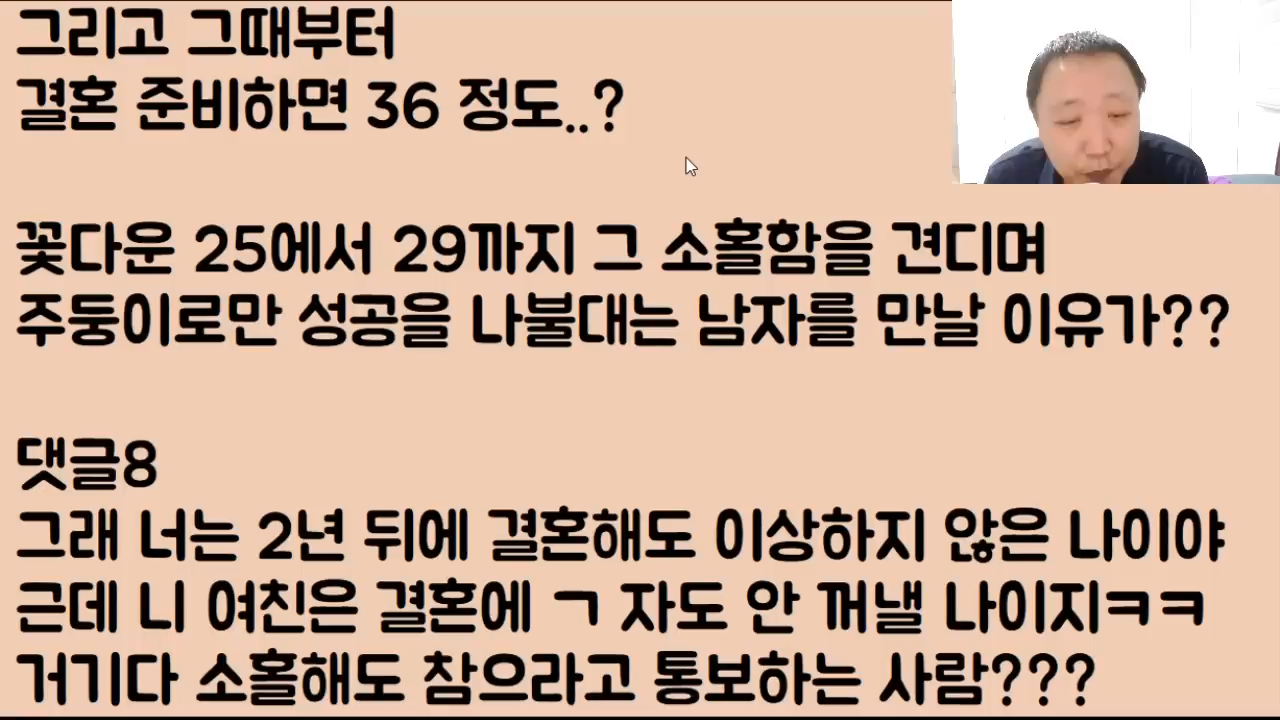 그리고 그때부터
결혼 준비하면 36 정도..?
꽃다운 25에서 29까지 그 소홀함을 견디며
주둥이로만 성공을 나불대는 남자를 만날 이유가??
댓글8
그래 너는 2년 뒤에 결혼해도 이상하지 않은 나이야
근데 니 여친은 결혼에 ㄱ 자도 안 꺼낼 나이지ㅋㅋ
거기다 소홀해도 참으라고 통보하는 사람???